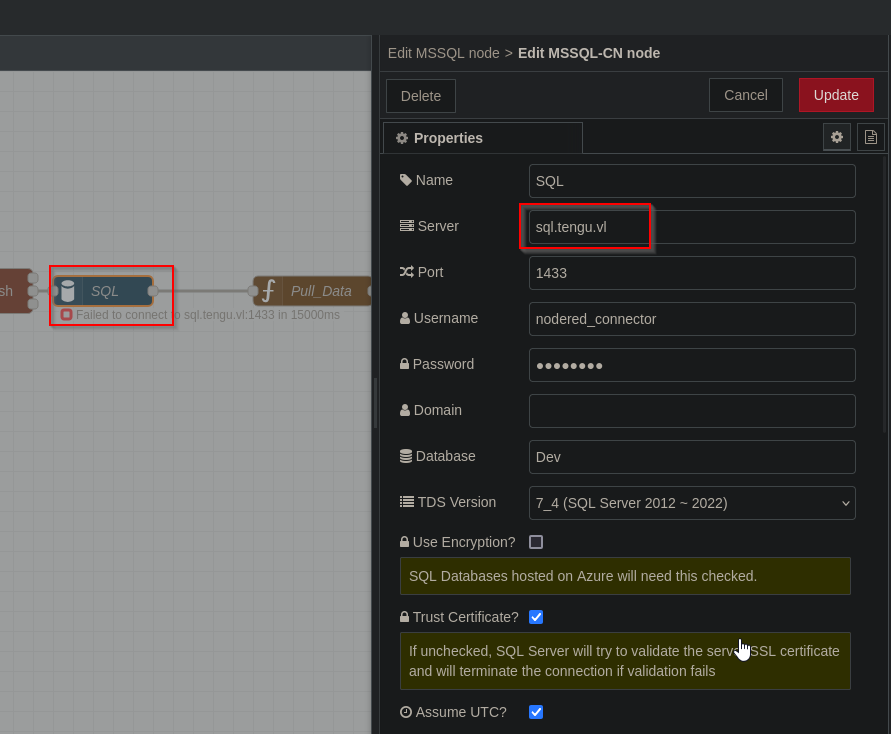 Edit MSSQL node > Edit MSSQL-CN node
Delete
Cancel
Update
Properties
Name
SQL
Server
sql.tengu.vl
Port
1433
Username
nodered_connector
Password
●●●●●●●●
Domain
Database
Dev
TDS Version
7_4 (SQL Server 2012 ~ 2022)
Use Encryption?
SQL Databases hosted on Azure will need this checked.
Trust Certificate?
If unchecked, SQL Server will try to validate the SSL certificate
and will terminate the connection if validation fails
Assume UTC?
sh
SQL
Pull_Data
Failed to connect to sql.tengu.vl:1433 in 15000ms